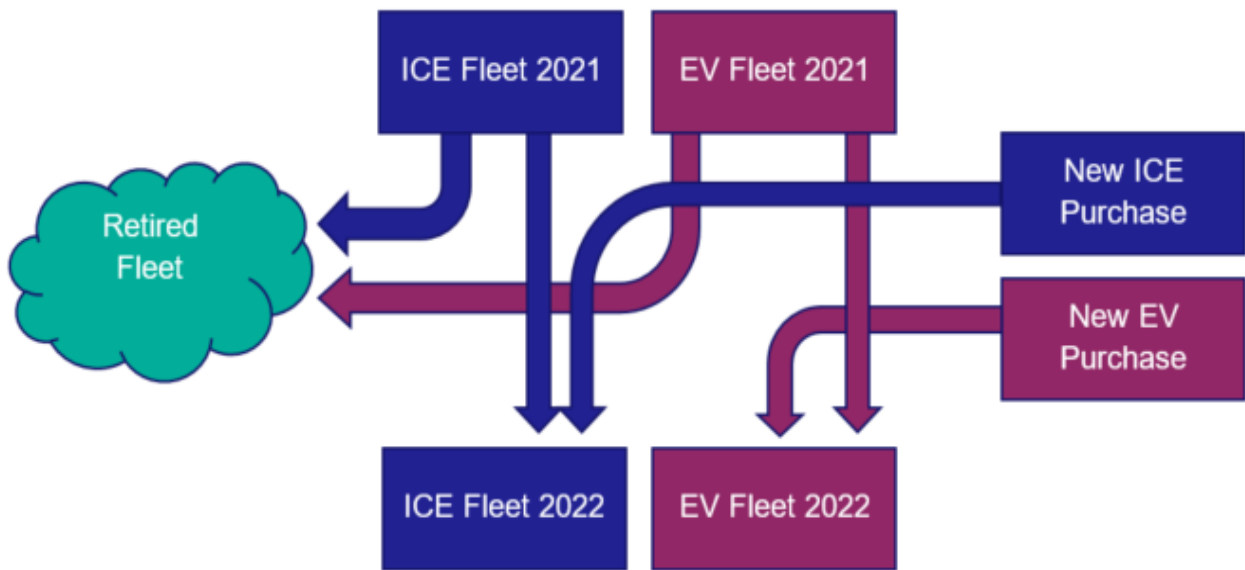 ICE Fleet 2021
EV Fleet 2021
New ICE
Purchase
Retired
Fleet
New EV
Purchase
ICE Fleet 2022
EV Fleet 2022